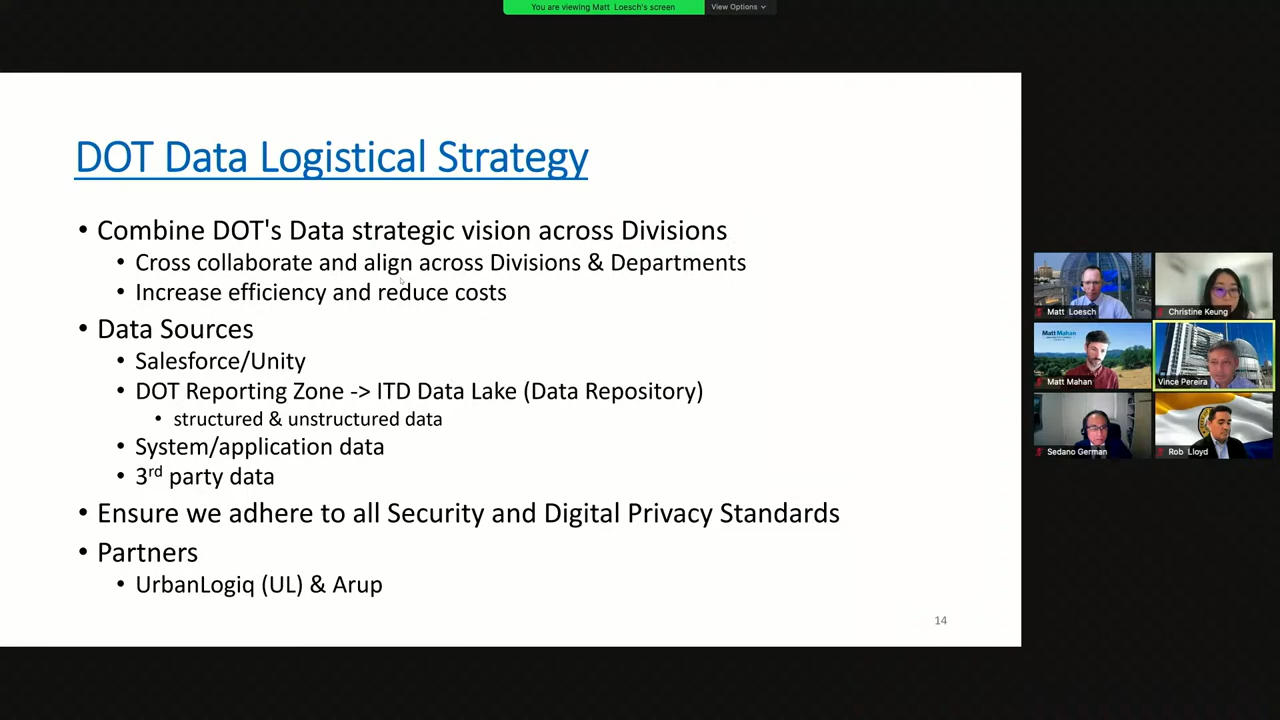 You are viewing Matt Loesch's screen
View Options
DOT Data Logistical Strategy
• Combine DOT's Data strategic vision across Divisions
• Cross collaborate and align across Divisions & Departments
• Increase efficiency and reduce costs
• Data Sources
• Salesforce/Unity
• DOT Reporting Zone -> ITD Data Lake (Data Repository)
• structured & unstructured data
• System/application data
• 3rd party data
• Ensure we adhere to all Security and Digital Privacy Standards
• Partners
• UrbanLogiq (UL) & Arup
14
Matt Loesch
Christine Keung
Matt Mahan
Matt Mahan
Vince Pereira
Sedano German
Rob Lloyd